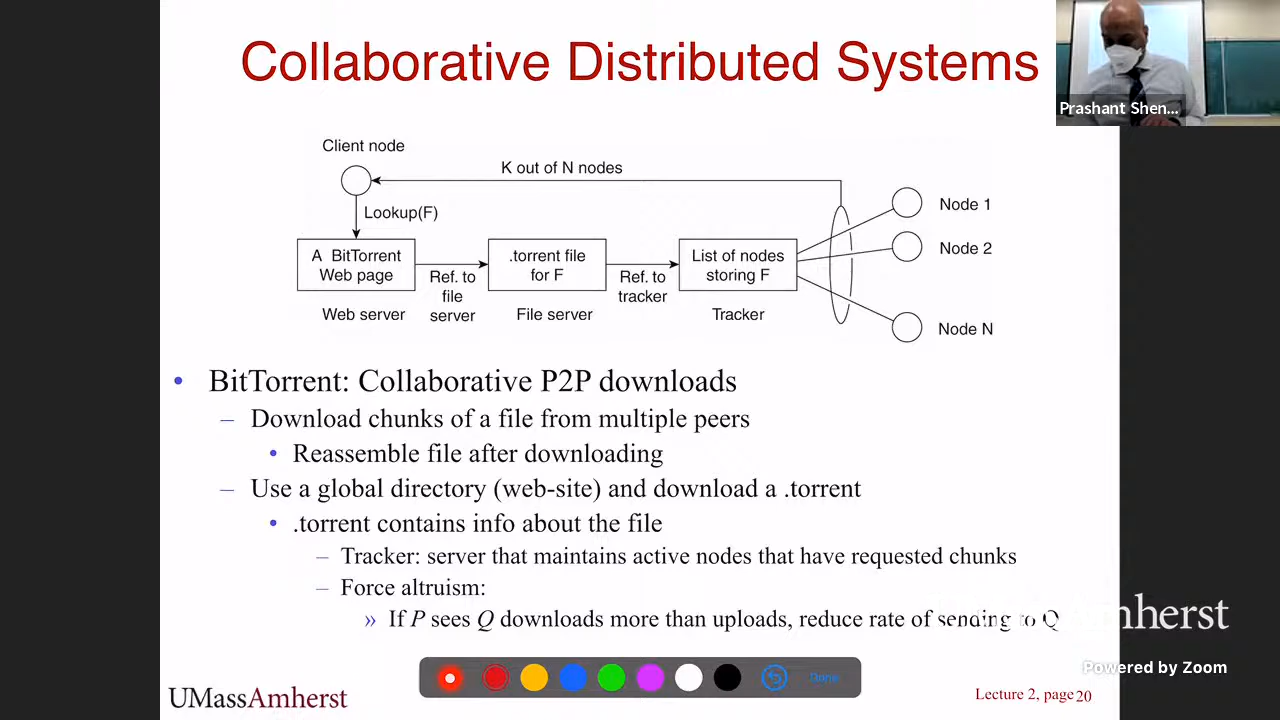 Collaborative Distributed Systems
Prashant Shen...
Client node
K out of N nodes
Lookup(F)
Node 1
Node 2
Node N
A BitTorrent
Web page
Ref. to
file
server
.torrent file
for F
Ref. to
tracker
List of nodes
storing F
Web server
File server
Tracker
• BitTorrent: Collaborative P2P downloads
– Download chunks of a file from multiple peers
• Reassemble file after downloading
– Use a global directory (web-site) and download a .torrent
• .torrent contains info about the file
– Tracker: server that maintains active nodes that have requested chunks
– Force altruism:
» If P sees Q downloads more than uploads, reduce rate of sending to Q
Amherst
Powered by Zoom
Done
UMassAmherst
Lecture 2, page 20